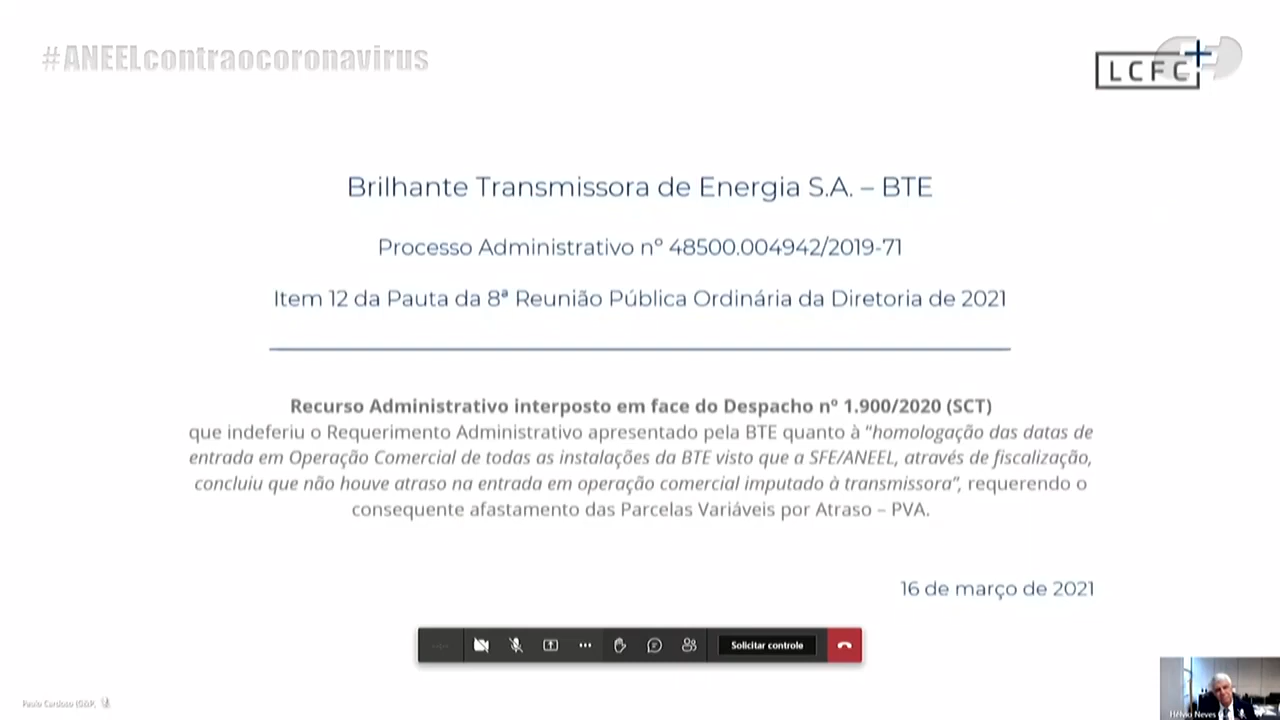 #ANEELcontraocoronavirus
LCFC
Brilhante Transmissora de Energia S.A. – BTE
Processo Administrativo nº 48500.004942/2019-71
Item 12 da Pauta da 8ª Reunião Pública Ordinária da Diretoria de 2021
Recurso Administrativo interposto em face do Despacho nº 1.900/2020 (SCT)
que indeferiu o Requerimento Administrativo apresentado pela BTE quanto à “homologação das datas de
entrada em Operação Comercial de todas as instalações da BTE visto que a SFE/ANEEL, através de fiscalização,
concluiu que não houve atraso na entrada em operação comercial imputado à transmissora”, requerendo o
consequente afastamento das Parcelas Variáveis por Atraso – PVA.
16 de março de 2021
Solicitar controle
Paulo Cardoso
Hélvio Neves